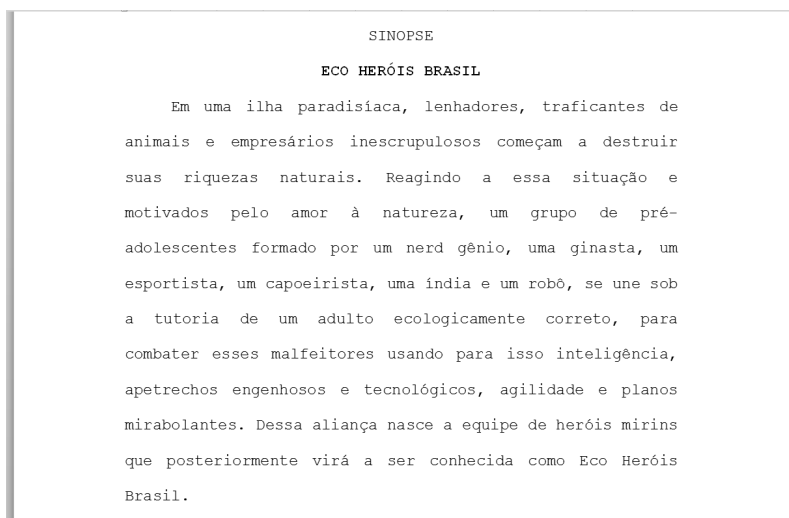 SINOPSE
ECO HERÓIS BRASIL
Em uma ilha paradisíaca, lenhadores, traficantes de
animais e empresários inescrupulosos começam a destruir
suas riquezas naturais. Reagindo a essa situação e
motivados pelo amor à natureza, um grupo de pré-
adolescentes formado por um nerd gênio, uma ginasta, um
esportista, um capoeirista, uma índia e um robô, se une sob
a tutoria de um adulto ecologicamente correto, para
combater esses malfeitores usando para isso inteligência,
apetrechos engenhosos e tecnológicos, agilidade e planos
mirabolantes. Dessa aliança nasce a equipe de heróis mirins
que posteriormente virá a ser conhecida como Eco Heróis
Brasil.